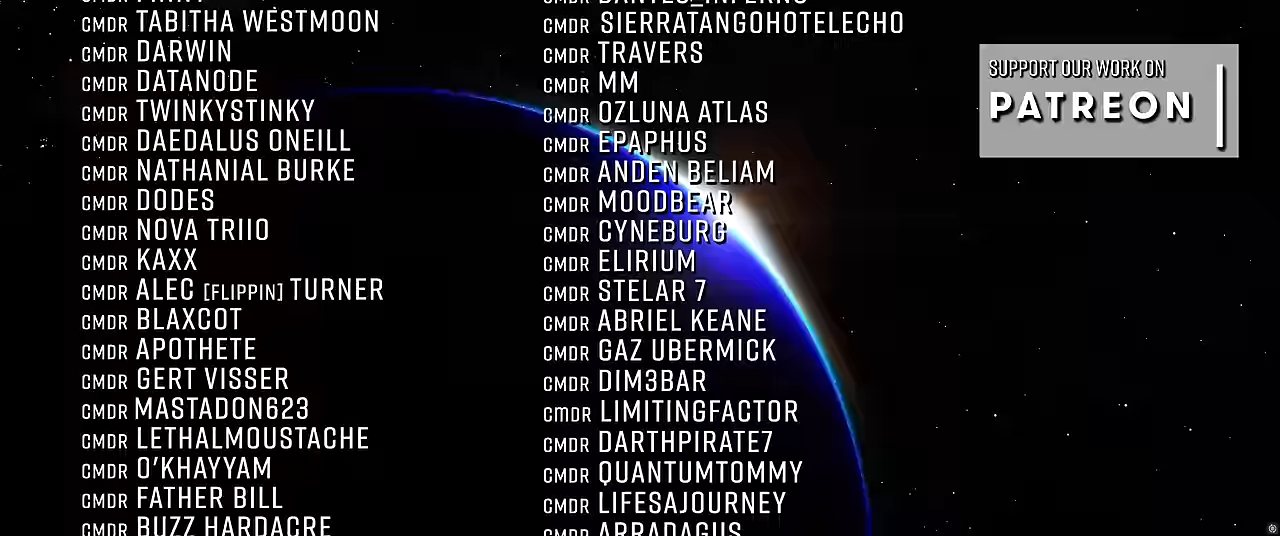 CMDR TABITHA WESTMOON
CMDR DARWIN
CMDR DATANODE
CMDR TWINKYSTINKY
CMDR DAEDALUS ONEILL
CMDR NATHANIAL BURKE
CMDR DODES
CMDR NOVA TRIIO
CMDR KAXX
CMDR ALEC [FLIPPIN] TURNER
CMDR BLAXCOT
CMDR APOTHETE
CMDR GERT VISSER
CMDR MASTADON623
CMDR LETHALMOUSTACHE
CMDR O'KHAYYAM
CMDR FATHER BILL
CMDR BUZZ HARDACRE
CMDR SIERRATANGOHOTELECHO
CMDR TRAVERS
CMDR MM
CMDR OZLUNA ATLAS
CMDR EPAPHUS
CMDR ANDEN BELIAM
CMDR MOODBEAR
CMDR CYNEBURG
CMDR ELIRIUM
CMDR STELAR 7
CMDR ABRIEL KEANE
CMDR GAZ UBERMICK
CMDR DIM3BAR
CMDR LIMITINGFACTOR
CMDR DARTHPIRATE7
CMDR QUANTUMTOMMY
CMDR LIFESAJOURNEY
CMDR ARRADAGUS
SUPPORT OUR WORK ON
PATREON